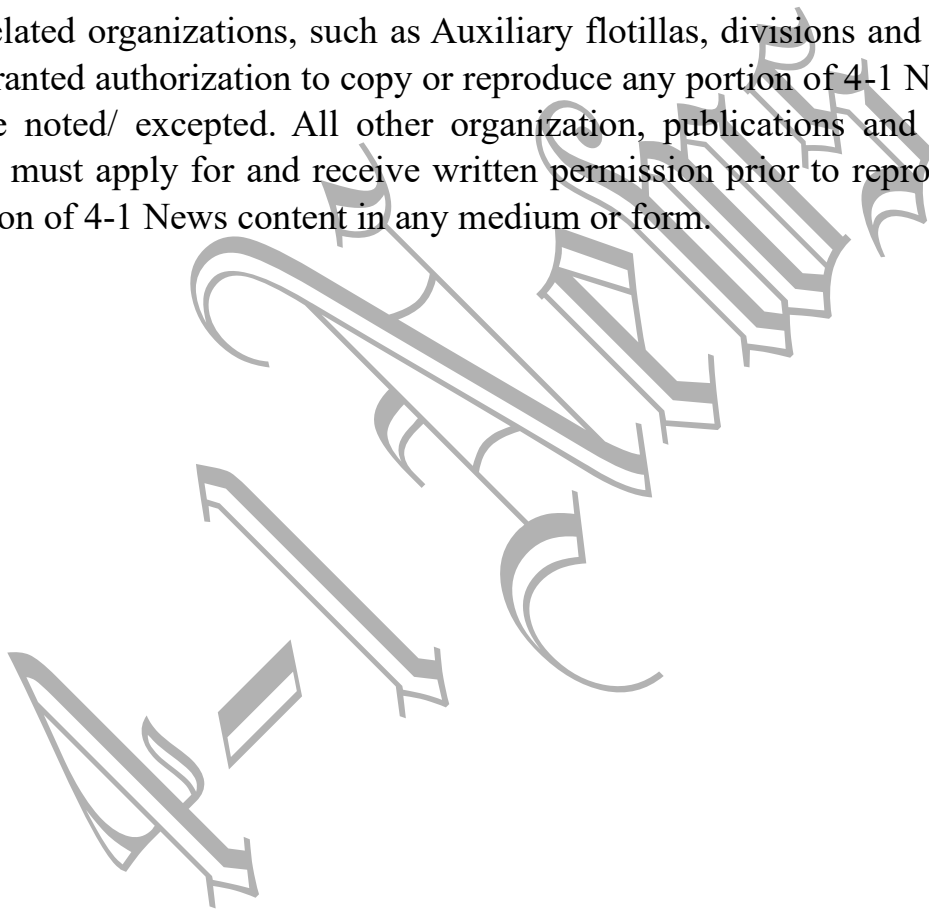 elated organizations, such as Auxiliary flotillas, divisions and
ranted authorization to copy or reproduce any portion of 4-1 N
e noted/ excepted. All other organization, publications and
must apply for and receive written permission prior to repro
on of 4-1 News content in any medium or form.
4-1 News